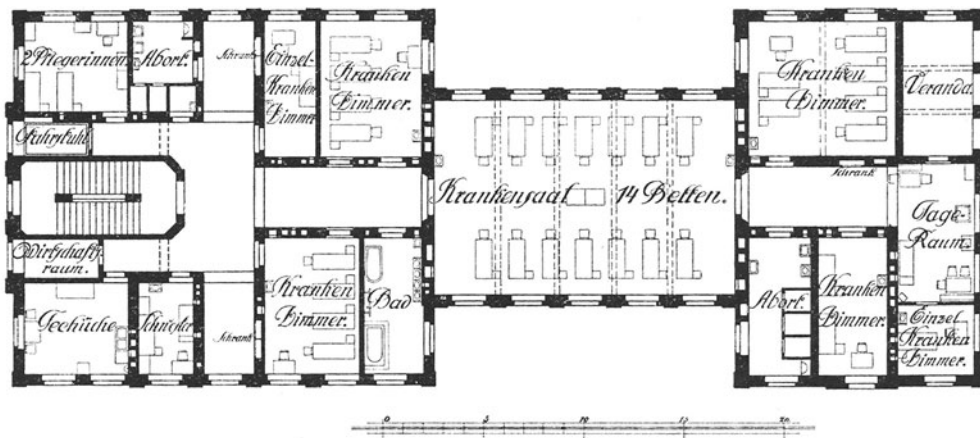 2 Pflegerinnen.
Abort.
Schrank
Einzel-
Kranken
Zimmer
Kranken
Zimmer.
Kranken
Zimmer.
Veranda.
Fahrstuhl
Krankensaal 14 Betten.
Schrank
Tage-
Raum.
Wirtschafts-
raum.
Teeküche
Schwester
Schrank
Kranken
Zimmer.
Bad
Abort.
Kranken
Zimmer.
Einzel
Kranken
Zimmer.
0 5 10 15 20